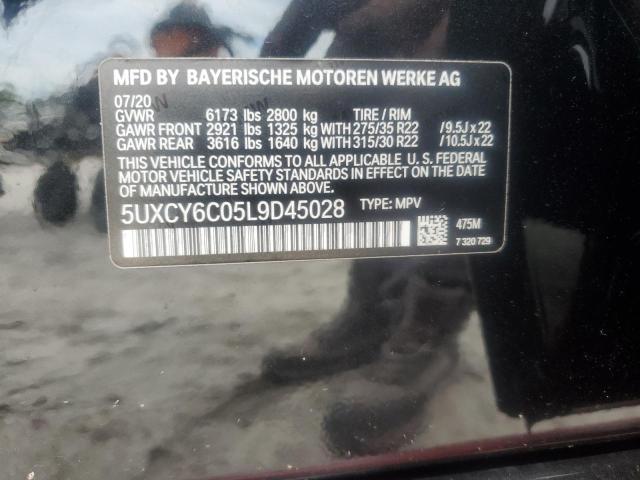 MFD BY BAYERISCHE MOTOREN WERKE AG
07/20
GVWR 6173 lbs 2800 kg TIRE / RIM
GAWR FRONT 2921 lbs 1325 kg WITH 275/35 R22 / 9.5J x 22
GAWR REAR 3616 lbs 1640 kg WITH 315/30 R22 / 10.5J x 22
THIS VEHICLE CONFORMS TO ALL APPLICABLE U. S. FEDERAL
MOTOR VEHICLE SAFETY STANDARDS IN EFFECT ON THE
DATE OF MANUFACTURE SHOWN ABOVE.
5UXCY6C05L9D45028 TYPE: MPV
475M
7 320 729